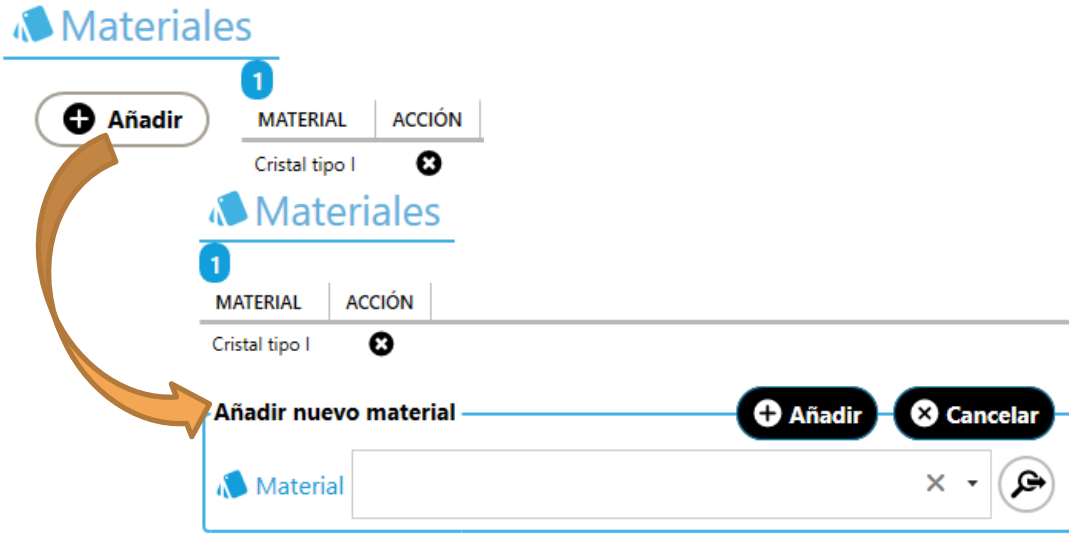 Materiales
1
Añadir MATERIAL ACCIÓN
Cristal tipo I
Materiales
1
MATERIAL ACCIÓN
Cristal tipo I
Añadir nuevo material Añadir Cancelar
Material